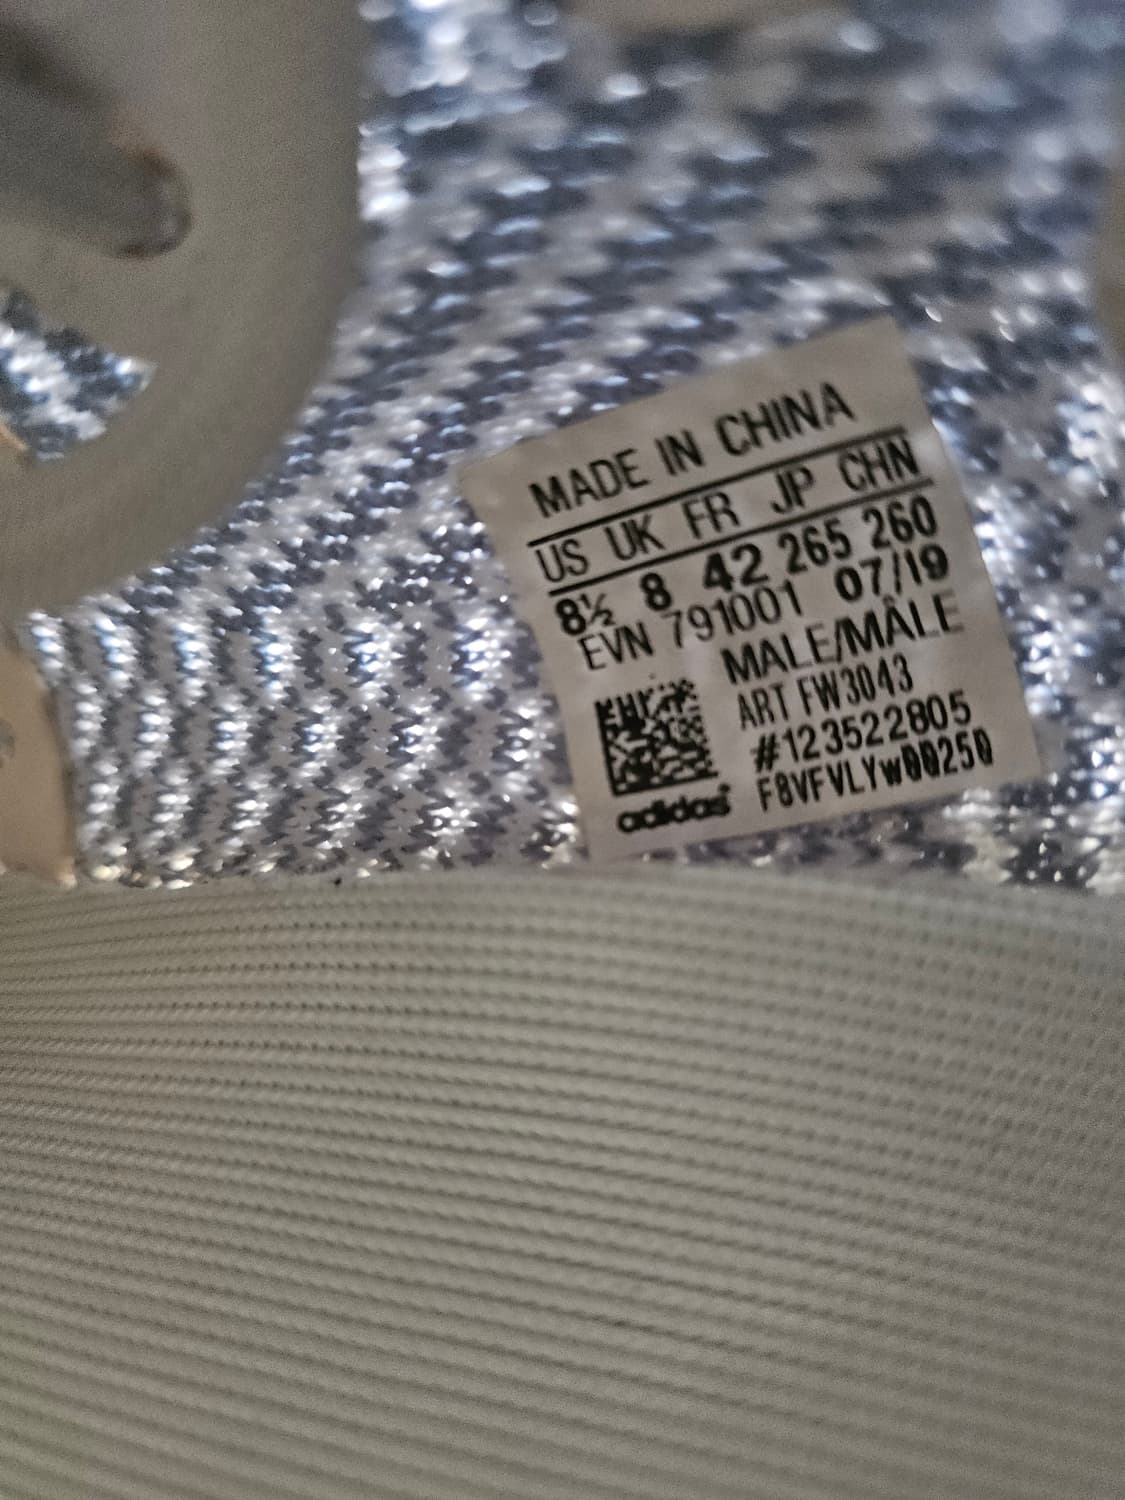 MADE IN CHINA
US UK FR JP CHN
8½ 8 42 265 260
EVN 791001 07/19
MALE/MÂLE
ART FW3043
#123522805
F8VFVLYw00250
adidas®